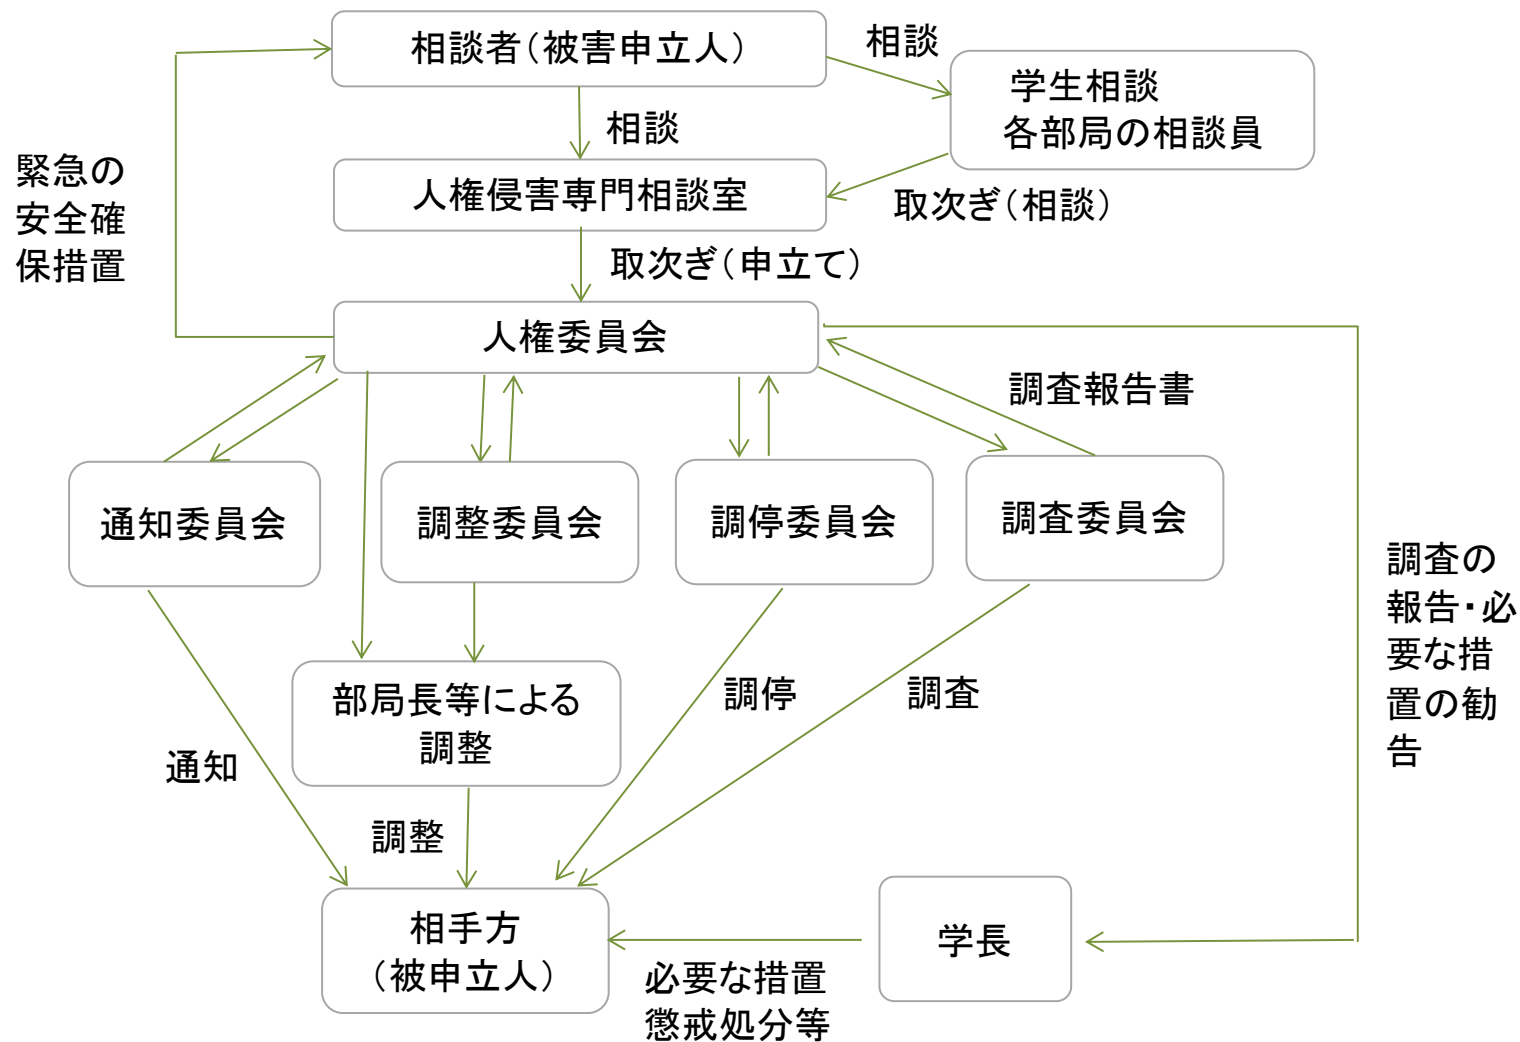 相談者（被害申立人）
相談
学生相談
各部局の相談員
相談
緊急の
安全確
保措置
人権侵害専門相談室
取次ぎ（相談）
取次ぎ（申立て）
人権委員会
調査報告書
通知委員会
調整委員会
調停委員会
調査委員会
調査の
報告・必
要な措
置の勧
告
部局長等による
調整
調停
調査
通知
調整
相手方
（被申立人）
学長
必要な措置
懲戒処分等